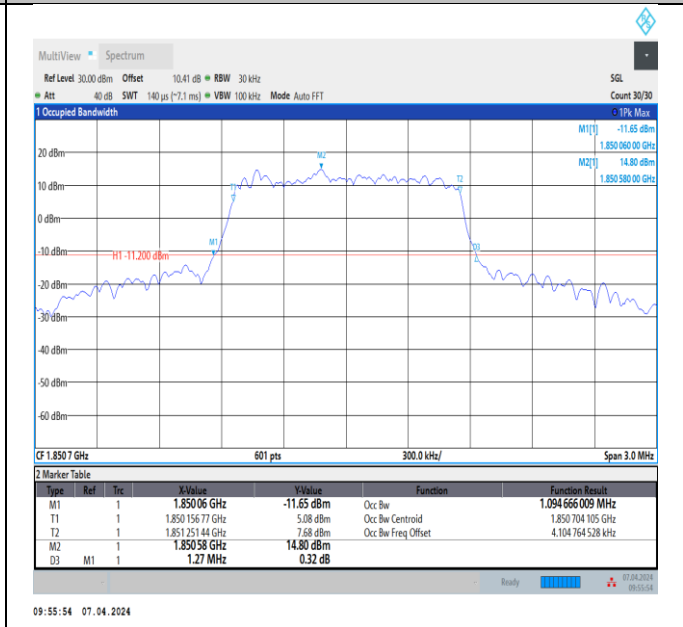 MultiView Spectrum
Ref Level 30.00 dBm Offset 10.41 dB RBW 30 kHz SGL
Att 40 dB SWT 140 µs (~7.1 ms) VBW 100 kHz Mode Auto FFT Count 30/30
1 Occupied Bandwidth 1Pk Max
M1[1] -11.65 dBm
1.850 060 00 GHz
M2[1] 14.80 dBm
1.850 580 00 GHz
20 dBm
M2
10 dBm
T1
T2
0 dBm
M1
D3
-10 dBm
H1 -11.200 dBm
-20 dBm
-30 dBm
-40 dBm
-50 dBm
-60 dBm
CF 1.850 7 GHz 601 pts 300.0 kHz/ Span 3.0 MHz
2 Marker Table
Type Ref Trc X-Value Y-Value Function Function Result
M1 1 1.850 06 GHz -11.65 dBm Occ Bw 1.094 666 009 MHz
T1 1 1.850 156 77 GHz 5.08 dBm Occ Bw Centroid 1.850 704 105 GHz
T2 1 1.851 251 44 GHz 7.68 dBm Occ Bw Freq Offset 4.104 764 528 kHz
M2 1 1.850 58 GHz 14.80 dBm
D3 M1 1 1.27 MHz 0.32 dB
Ready 07.04.2024
09:55:54
09:55:54 07.04.2024